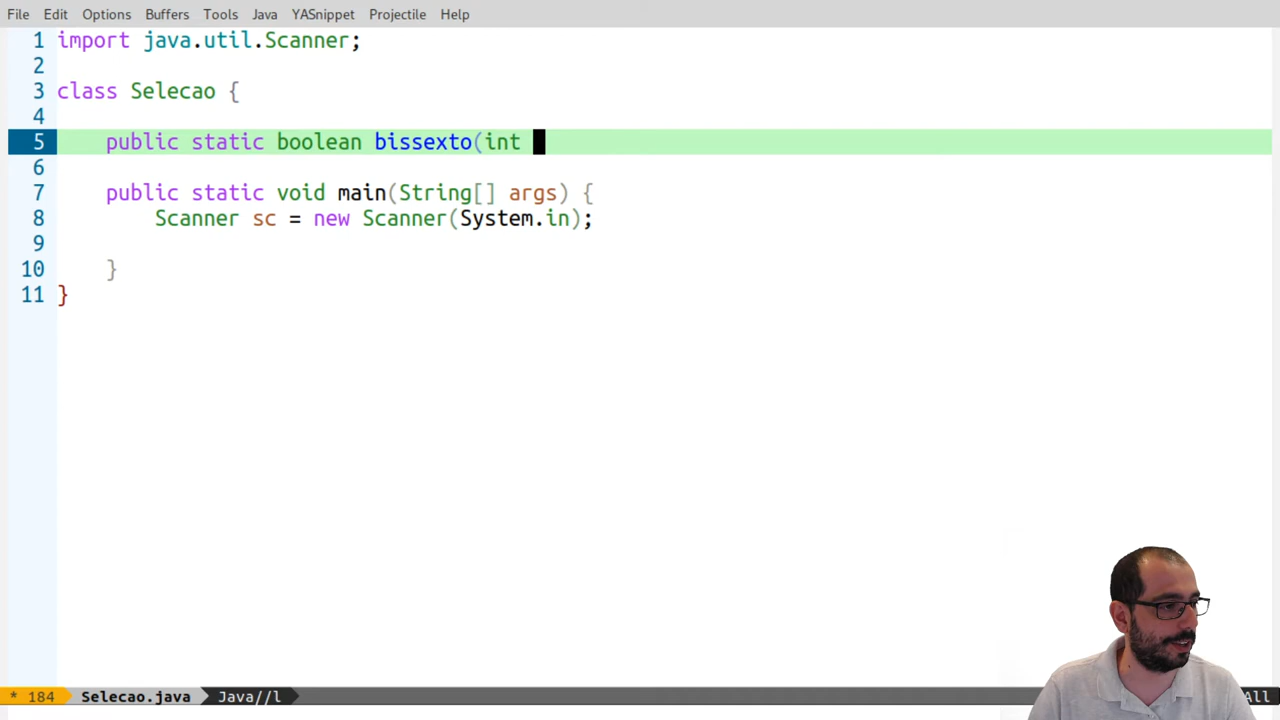 File Edit Options Buffers Tools Java YASnippet Projectile Help
1 import java.util.Scanner;
2
3 class Selecao {
4
5 public static boolean bissexto(int
6
7 public static void main(String[] args) {
8 Scanner sc = new Scanner(System.in);
9
10 }
11 }
* 184 Selecao.java Java//l All